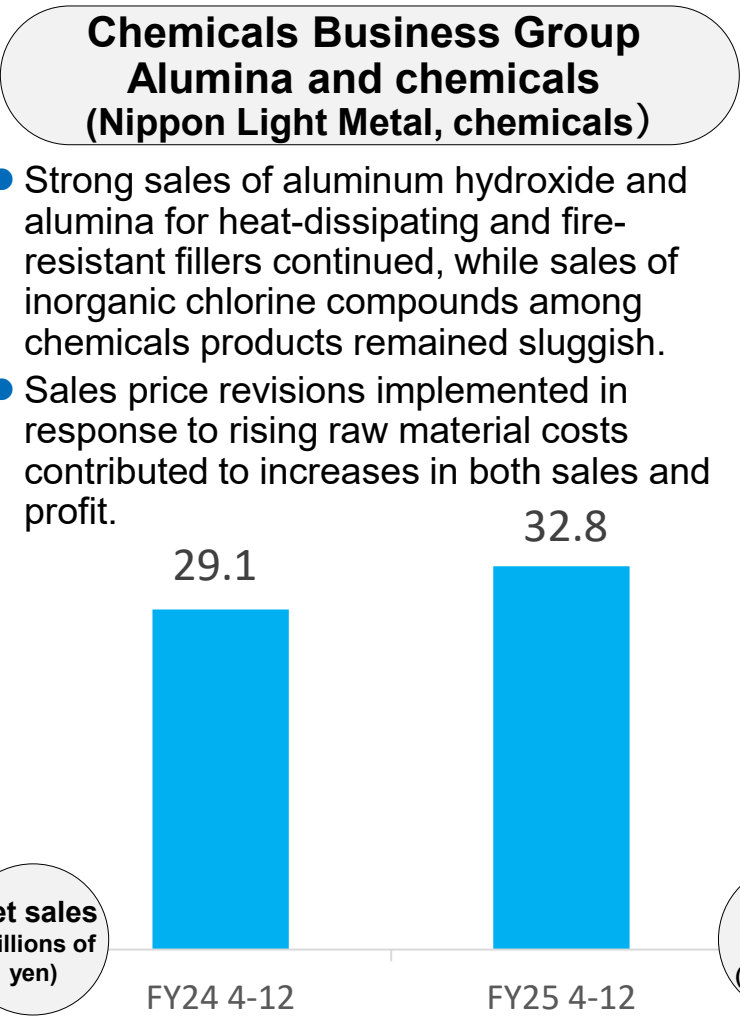 Chemicals Business Group
Alumina and chemicals
(Nippon Light Metal, chemicals）
● Strong sales of aluminum hydroxide and
alumina for heat-dissipating and fire-
resistant fillers continued, while sales of
inorganic chlorine compounds among
chemicals products remained sluggish.
● Sales price revisions implemented in
response to rising raw material costs
contributed to increases in both sales and
profit.
32.8
29.1
et sales
illions of
yen)
FY24 4-12
FY25 4-12
(